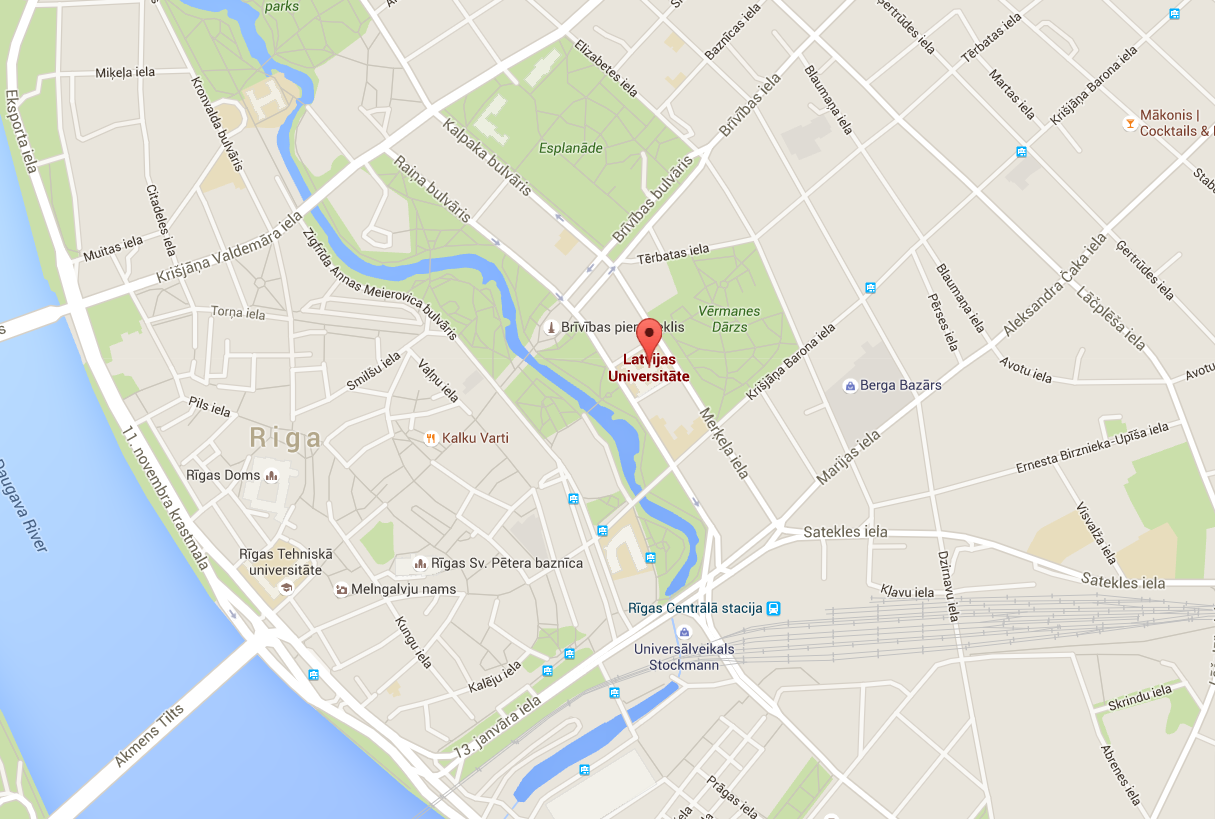 parks
Miķeļa iela
Eksporta iela
Kronvalda bulvāris
Elizabetes iela
Baznīcas iela
Ģertrūdes iela
Tērbatas iela
Martas iela
Krišjāņa Barona iela
Blaumaņa iela
Brīvības iela
Mākonis |
Cocktails &
Kalpaka bulvāris
Esplanāde
Raiņa bulvāris
Brīvības bulvāris
Citadeles iela
Muitas iela
Krišjāņa Valdemāra iela
Zigfrīda Annas Meierovica bulvāris
Tērbatas iela
Ģertrūdes iela
Aleksandra Čaka iela
Lāčplēša iela
Blaumaņa iela
Pērses iela
Torņa iela
Vērmanes
Dārzs
Brīvības piemineklis
Latvijas
Universitāte
Krišjāņa Barona iela
Smilšu iela
Vaļņu iela
Avotu iela
Avotu
Berga Bazārs
Pils iela
Rīga
Kalku Varti
Merķeļa iela
Marijas iela
Ernesta Birznieka-Upīša iela
11. novembra krastmala
Rīgas Doms
Daugava River
Visvalža iela
Satekles iela
Rīgas Tehniskā
universitāte
Rīgas Sv. Pētera baznīca
Melngalvju nams
Dzirnavu iela
Satekles iela
Kļavu iela
Rīgas Centrālā stacija
Kungu iela
Universālveikals
Stockmann
Kalēju iela
13. janvāra iela
Akmens Tilts
Skrindu iela
Abrenes iela
Prāgas iela